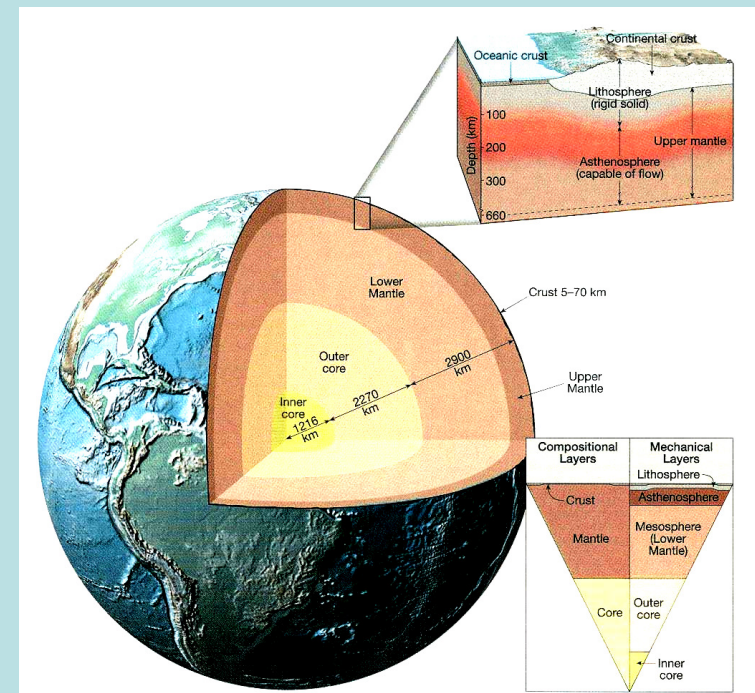 Continental crust
Oceanic crust
Lithosphere
(rigid solid)
100
Depth (km)
Upper mantle
200
Asthenosphere
(capable of flow)
300
660
Lower
Mantle
Crust 5–70 km
Outer
core
2900
km
Upper
Mantle
2270
km
Inner
core
1216
km
Compositional
Layers
Mechanical
Layers
Lithosphere
Crust
Asthenosphere
Mantle
Mesosphere
(Lower
Mantle)
Core
Outer
core
Inner
core